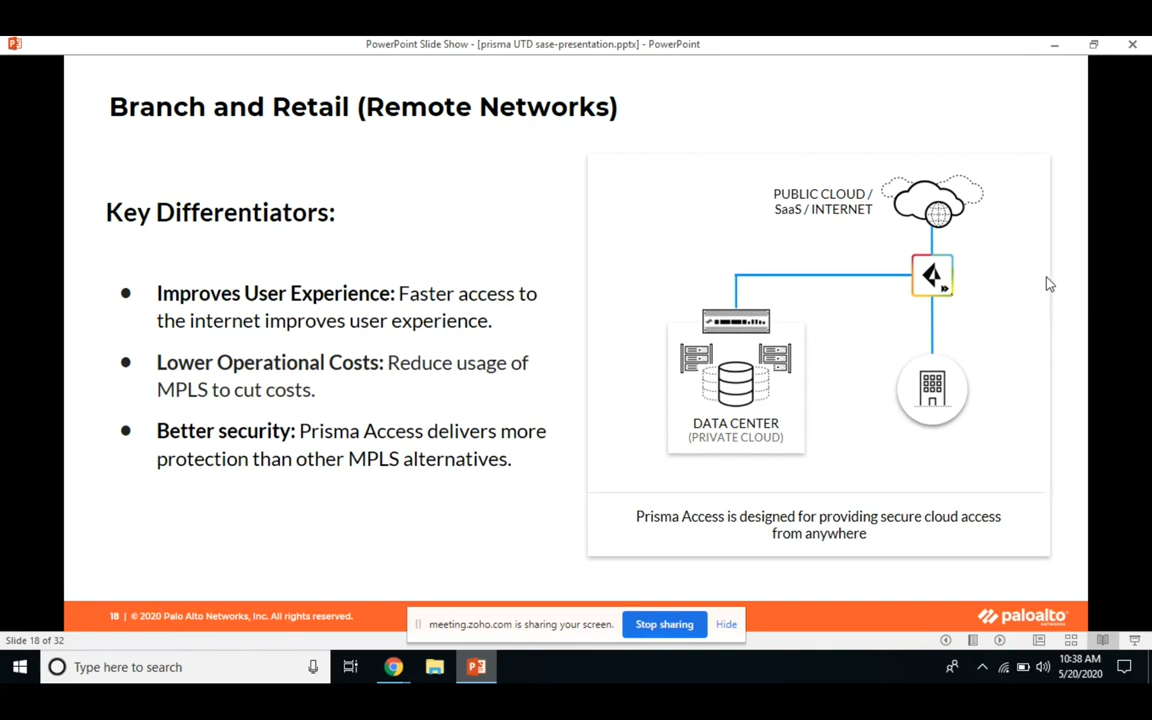 PowerPoint Slide Show - [prisma UTD sase-presentation.pptx] - PowerPoint
Branch and Retail (Remote Networks)
Key Differentiators:
● Improves User Experience: Faster access to
the internet improves user experience.
● Lower Operational Costs: Reduce usage of
MPLS to cut costs.
● Better security: Prisma Access delivers more
protection than other MPLS alternatives.
PUBLIC CLOUD /
SaaS / INTERNET
DATA CENTER
(PRIVATE CLOUD)
Prisma Access is designed for providing secure cloud access
from anywhere
18 | © 2020 Palo Alto Networks, Inc. All rights reserved.
paloalto
NETWORKS
meeting.zoho.com is sharing your screen. Stop sharing Hide
Slide 18 of 32
Type here to search
10:38 AM
5/20/2020